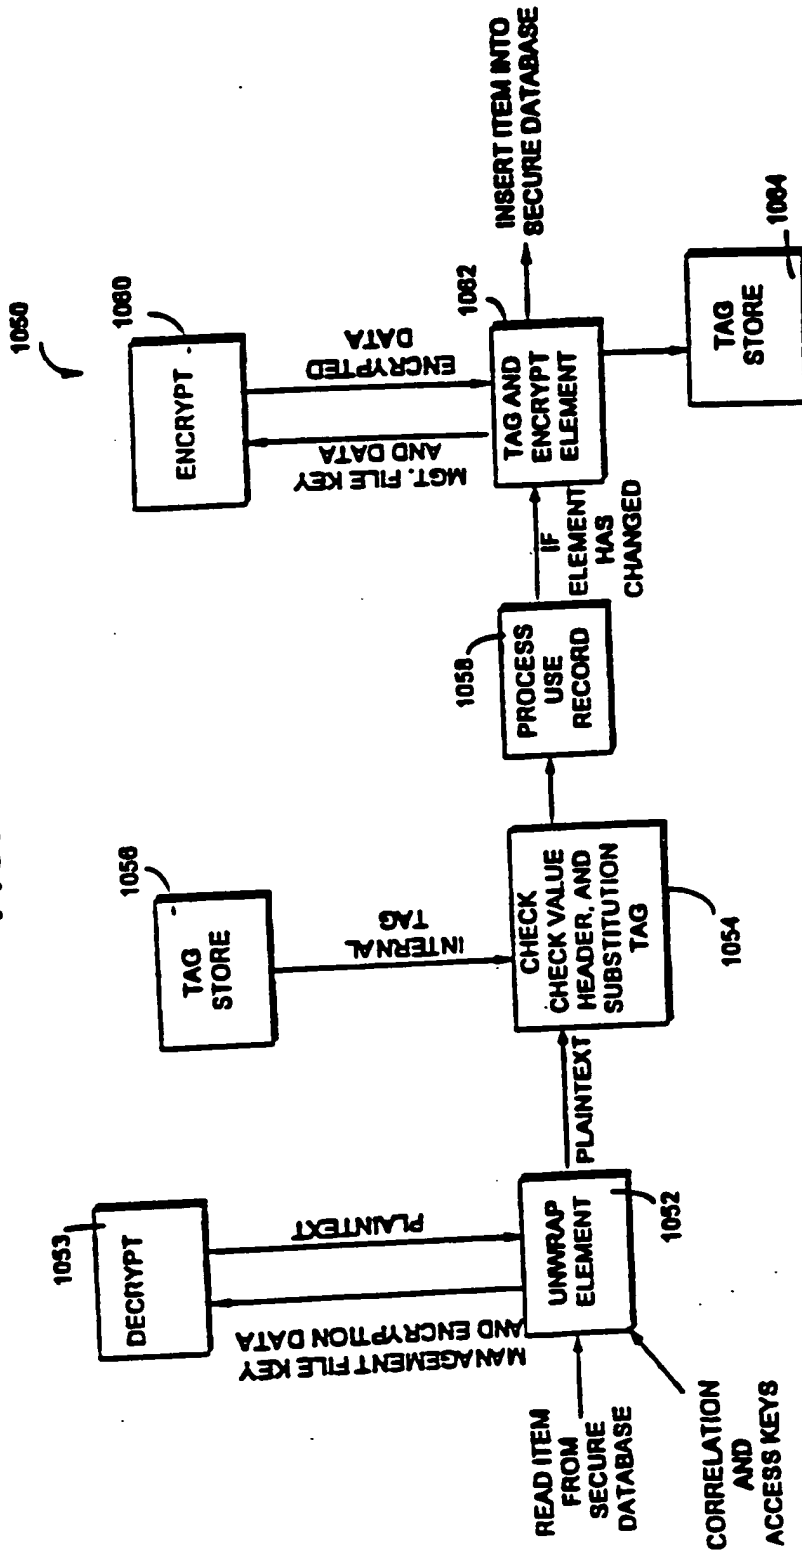 1050
DECRYPT
1053
PLAINTEXT
MANAGEMENT FILE KEY
AND ENCRYPTION DATA
READ ITEM
FROM
SECURE
DATABASE
CORRELATION
AND
ACCESS KEYS
UNWRAP
ELEMENT
1052
PLAINTEXT
TAG
STORE
1056
INTERNAL
TAG
CHECK
CHECK VALUE
HEADER, AND
SUBSTITUTION
TAG
1054
PROCESS
USE
RECORD
1058
IF
ELEMENT
HAS
CHANGED
ENCRYPT
1060
MGT. FILE KEY
AND DATA
ENCRYPTED
DATA
TAG AND
ENCRYPT
ELEMENT
1062
INSERT ITEM INTO
SECURE DATABASE
TAG
STORE
1064